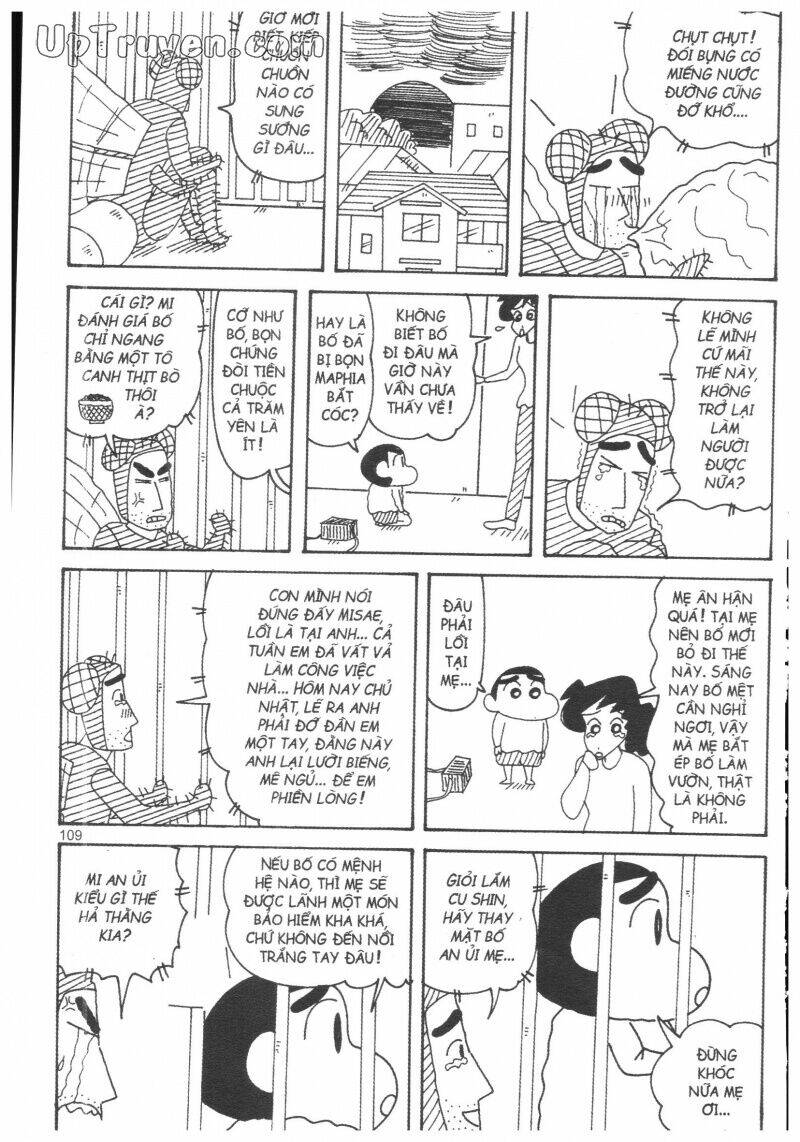 UpTruyen.com
CHỤT CHỤT!
ĐÓI BỤNG CÓ
MIẾNG NƯỚC
ĐƯỜNG CŨNG
ĐỠ KHỔ....
GIỜ MỚI
BIẾT KIẾP
CHUỒN
CHUỒN
NÀO CÓ
SUNG
SƯỚNG
GÌ ĐÂU...
KHÔNG
LẼ MÌNH
CỨ MÃI
THẾ NÀY,
KHÔNG
TRỞ LẠI
LÀM
NGƯỜI
ĐƯỢC
NỮA?
KHÔNG
BIẾT BỐ
ĐI ĐÂU MÀ
GIỜ NÀY
VẪN CHƯA
THẤY VỀ!
HAY LÀ
BỐ ĐÃ
BỊ BỌN
MAPHIA
BẮT
CÓC?
CỠ NHƯ
BỐ, BỌN
CHÚNG
ĐÒI TIỀN
CHUỘC
CẢ TRĂM
YÊN LÀ
ÍT!
CÁI GÌ? MI
ĐÁNH GIÁ BỐ
CHỈ NGANG
BẰNG MỘT TÔ
CANH THỊT BÒ
THÔI
À?
MẸ ÂN HẬN
QUÁ! TẠI MẸ
NÊN BỐ MỚI
BỎ ĐI THẾ
NÀY. SÁNG
NAY BỐ MỆT
CẦN NGHỈ
NGƠI, VẬY
MÀ MẸ BẮT
ÉP BỐ LÀM
VƯỜN, THẬT
LÀ KHÔNG
PHẢI.
ĐÂU
PHẢI
LỖI
TẠI
MẸ...
CON MÌNH NÓI
ĐÚNG ĐẤY MISAE,
LỖI LÀ TẠI ANH... CẢ
TUẦN EM ĐÃ VẤT VẢ
LÀM CÔNG VIỆC
NHÀ... HÔM NAY CHỦ
NHẬT, LẼ RA ANH
PHẢI ĐỠ ĐẦN EM
MỘT TAY, ĐẰNG NÀY
ANH LẠI LƯỜI BIẾNG,
MÊ NGỦ... ĐỂ EM
PHIỀN LÒNG!
109
GIỎI LẮM
CU SHIN,
HÃY THAY
MẶT BỐ
AN ỦI MẸ...
ĐỪNG
KHÓC
NỮA MẸ
ƠI...
NẾU BỐ CÓ MỆNH
HỆ NÀO, THÌ MẸ SẼ
ĐƯỢC LÃNH MỘT MÓN
BẢO HIỂM KHA KHÁ,
CHỨ KHÔNG ĐẾN NỖI
TRẮNG TAY ĐÂU!
MI AN ỦI
KIỂU GÌ THẾ
HẢ THẰNG
KIA?